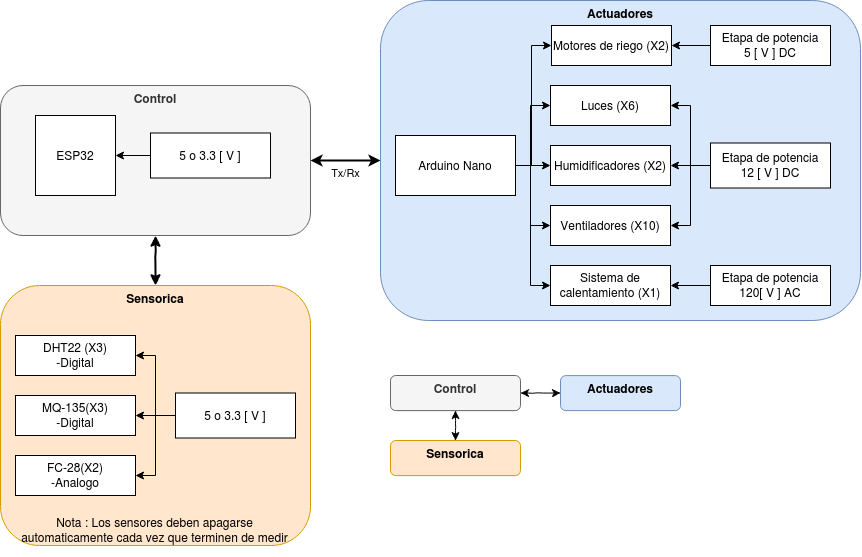 Actuadores
Motores de riego (X2)
Etapa de potencia
5 [ V ] DC
Luces (X6)
Arduino Nano
Humidificadores (X2)
Etapa de potencia
12 [ V ] DC
Ventiladores (X10)
Sistema de
calentamiento (X1)
Etapa de potencia
120[ V ] AC
Control
ESP32
5 o 3.3 [ V ]
Tx/Rx
Sensorica
DHT22 (X3)
-Digital
MQ-135(X3)
-Digital
5 o 3.3 [ V ]
FC-28(X2)
-Analogo
Nota : Los sensores deben apagarse
automaticamente cada vez que terminen de medir
Control
Actuadores
Sensorica